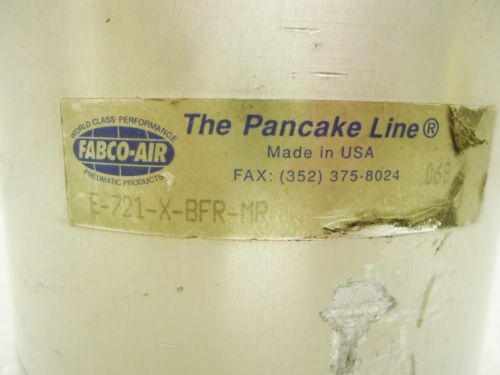 WORLD CLASS PERFORMANCE
FABCO-AIR
PNEUMATIC PRODUCTS
The Pancake Line®
Made in USA
FAX: (352) 375-8024
068
E-721-X-BFR-MR